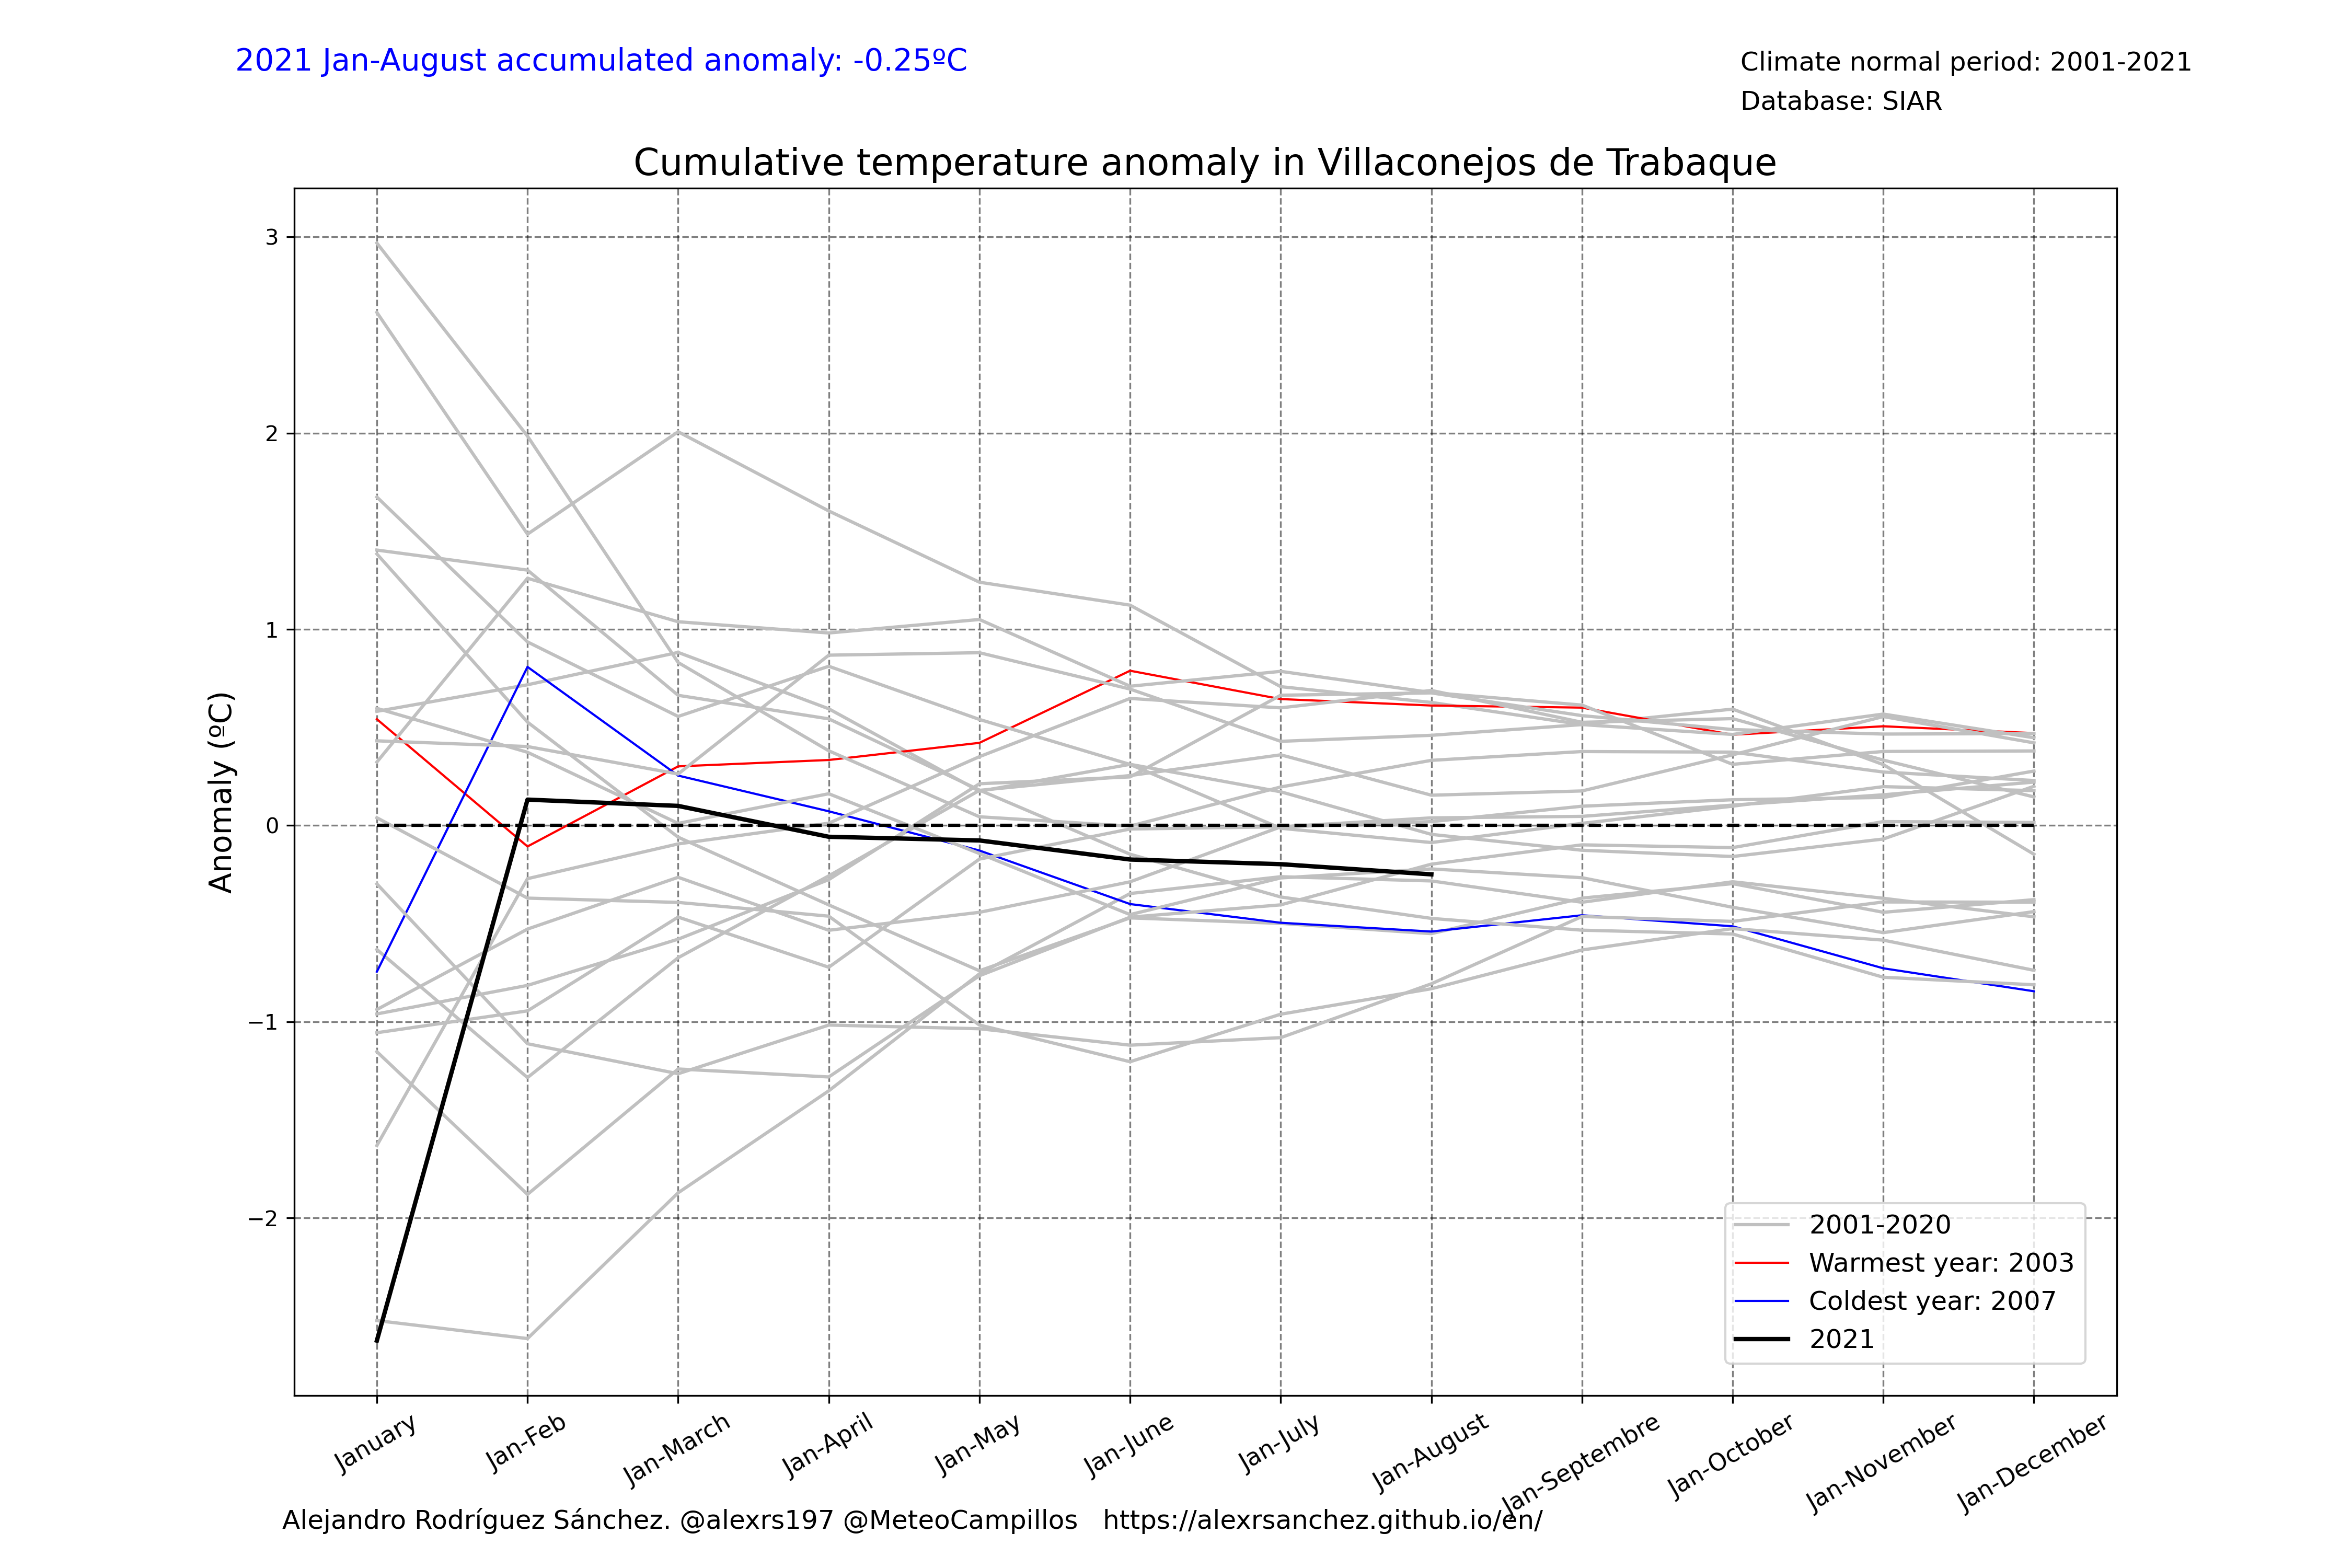 2021 Jan-August accumulated anomaly: -0.25ºC
Climate normal period: 2001-2021
Database: SIAR
Cumulative temperature anomaly in Villaconejos de Trabaque
Anomaly (ºC)
3
2
1
0
−1
−2
2001-2020
Warmest year: 2003
Coldest year: 2007
2021
January
Jan-Feb
Jan-March
Jan-April
Jan-May
Jan-June
Jan-July
Jan-August
Jan-Septembre
Jan-October
Jan-November
Jan-December
Alejandro Rodríguez Sánchez. @alexrs197 @MeteoCampillos   https://alexrsanchez.github.io/en/